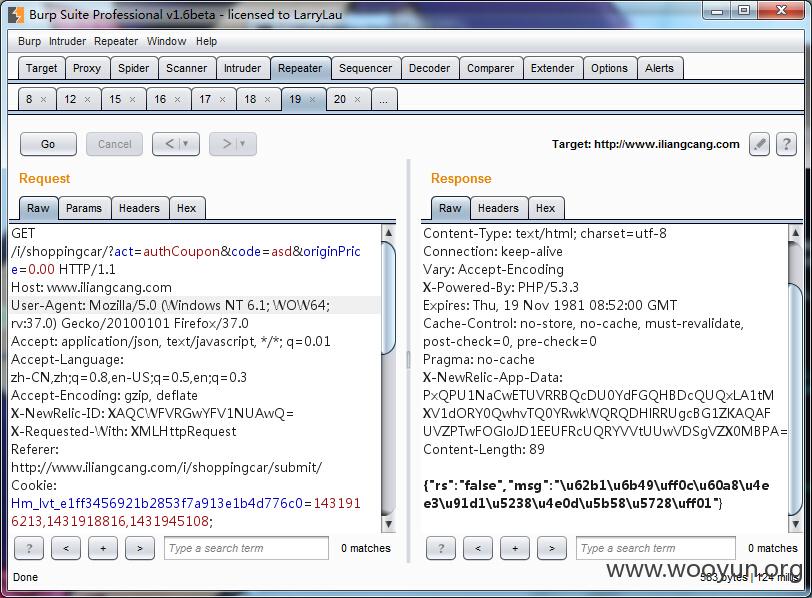 Burp Suite Professional v1.6beta - licensed to LarryLau
Burp Intruder Repeater Window Help
Target Proxy Spider Scanner Intruder Repeater Sequencer Decoder Comparer Extender Options Alerts
8 × 12 × 15 × 16 × 17 × 18 × 19 × 20 × ...
Go Cancel < | ▼ > | ▼ Target: http://www.iliangcang.com ?
Request
Raw Params Headers Hex
GET
/i/shoppingcar/?act=authCoupon&code=asd&originPric
e=0.00 HTTP/1.1
Host: www.iliangcang.com
User-Agent: Mozilla/5.0 (Windows NT 6.1; WOW64;
rv:37.0) Gecko/20100101 Firefox/37.0
Accept: application/json, text/javascript, */*; q=0.01
Accept-Language:
zh-CN,zh;q=0.8,en-US;q=0.5,en;q=0.3
Accept-Encoding: gzip, deflate
X-NewRelic-ID: XAQCWFVRGwYFV1NUAwQ=
X-Requested-With: XMLHttpRequest
Referer:
http://www.iliangcang.com/i/shoppingcar/submit/
Cookie:
Hm_lvt_e1ff3456921b2853f7a913e1b4d776c0=143191
6213,1431918816,1431945108;
? < + > Type a search term 0 matches
Response
Raw Headers Hex
Content-Type: text/html; charset=utf-8
Connection: keep-alive
Vary: Accept-Encoding
X-Powered-By: PHP/5.3.3
Expires: Thu, 19 Nov 1981 08:52:00 GMT
Cache-Control: no-store, no-cache, must-revalidate,
post-check=0, pre-check=0
Pragma: no-cache
X-NewRelic-App-Data:
PxQPU1NaCwETUVRRBQcDU0YdFGQHBDcQUQxLA1tM
XV1dORY0QwhvTQ0YRwkWQRQDHlRRUgcBG1ZKAQAF
UVZPTwFOGloJD1EEUFRcUQRYVVtUUwVDSgVZX0MBPA=
Content-Length: 89
{"rs":"false","msg":"\u62b1\u6b49\uff0c\u60a8\u4e
e3\u91d1\u5238\u4e0d\u5b58\u5728\uff01"}
? < + > Type a search term 0 matches
Done
583 bytes | 124 millis
www.wooyun.org